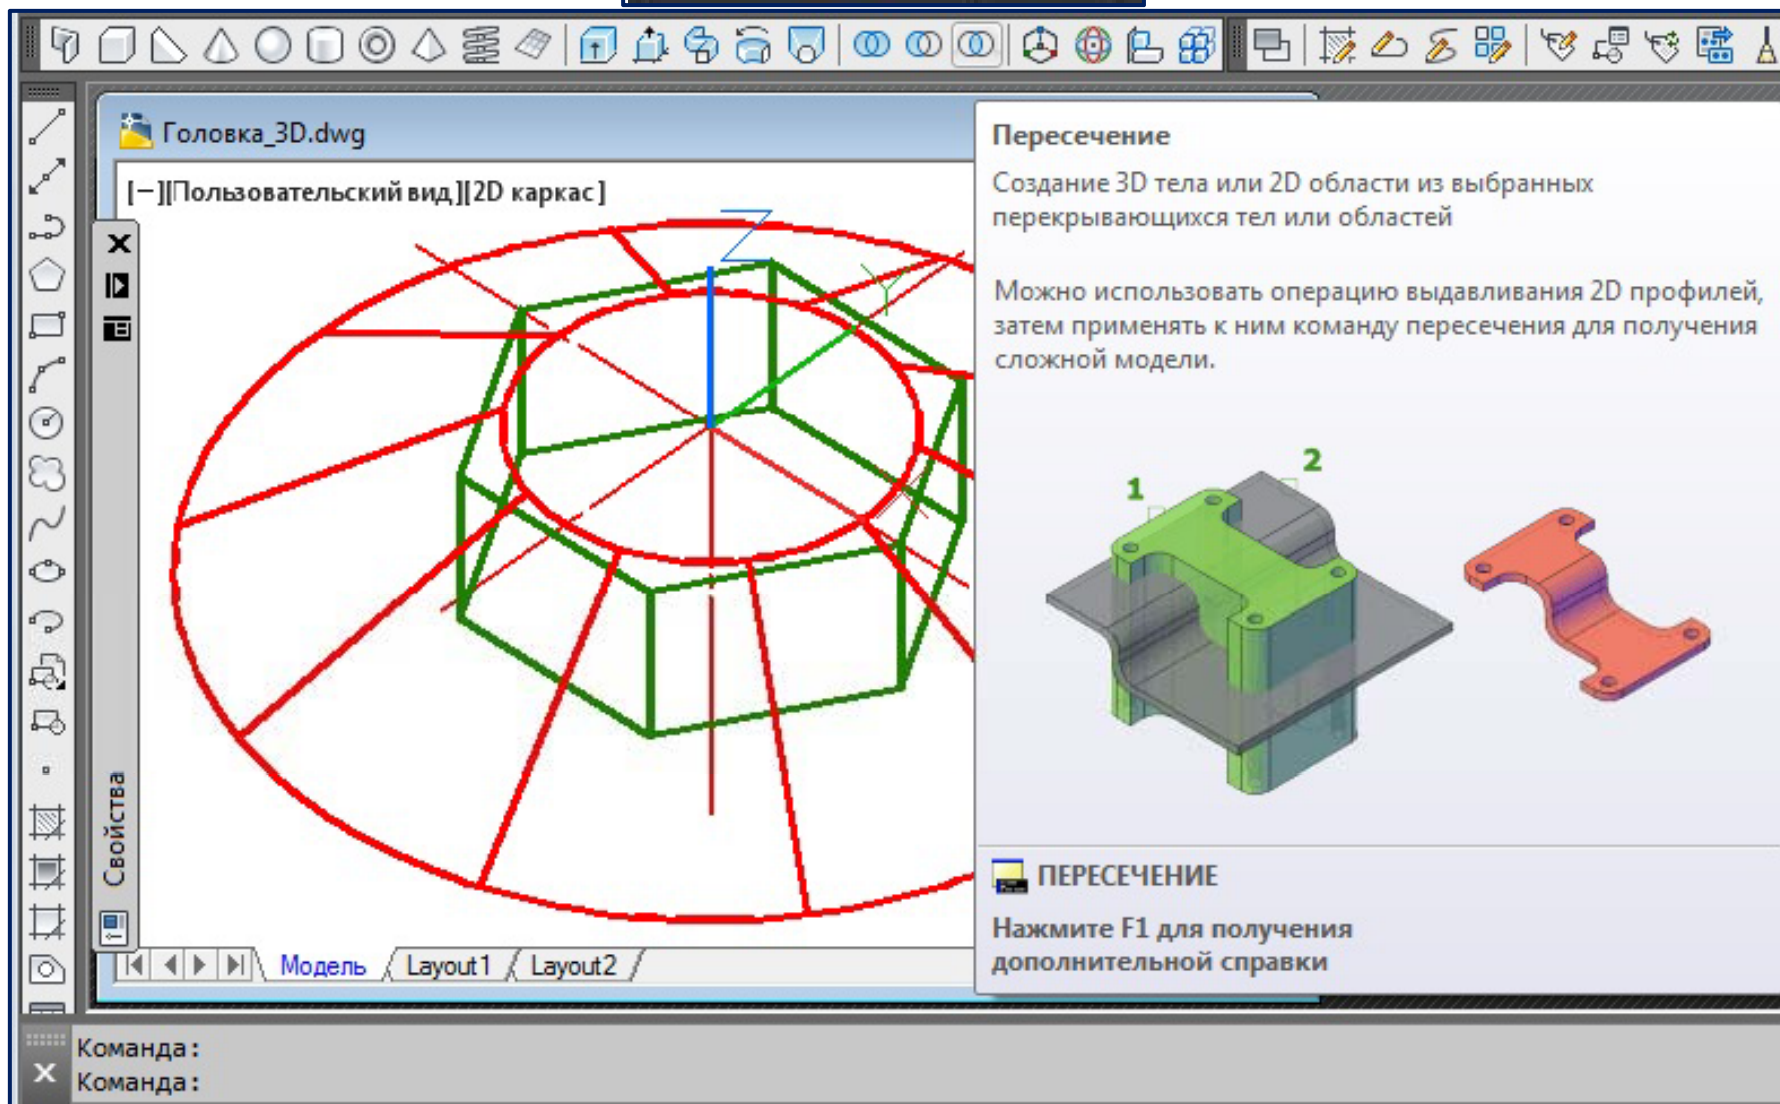 Головка_3D.dwg
[−][Пользовательский вид][2D каркас]
Z
Y
X
Свойства
Модель
Layout1
Layout2
Пересечение
Создание 3D тела или 2D области из выбранных
перекрывающихся тел или областей
Можно использовать операцию выдавливания 2D профилей,
затем применять к ним команду пересечения для получения
сложной модели.
1
2
ПЕРЕСЕЧЕНИЕ
Нажмите F1 для получения
дополнительной справки
Команда:
Команда: